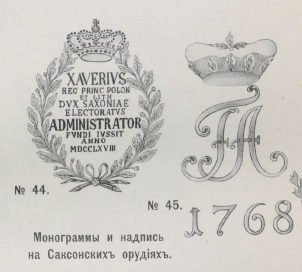 XAVERIVS
REG PRINC POLON
ET LITH
DVX SAXONIAE
ELECTORATVS
ADMINISTRATOR
FVNDI IVSSIT
ANNO
MDCCLXVIII
№ 44.
№ 45.
1768
Монограммы и надпись
на Саксонскихъ орудіяхъ.